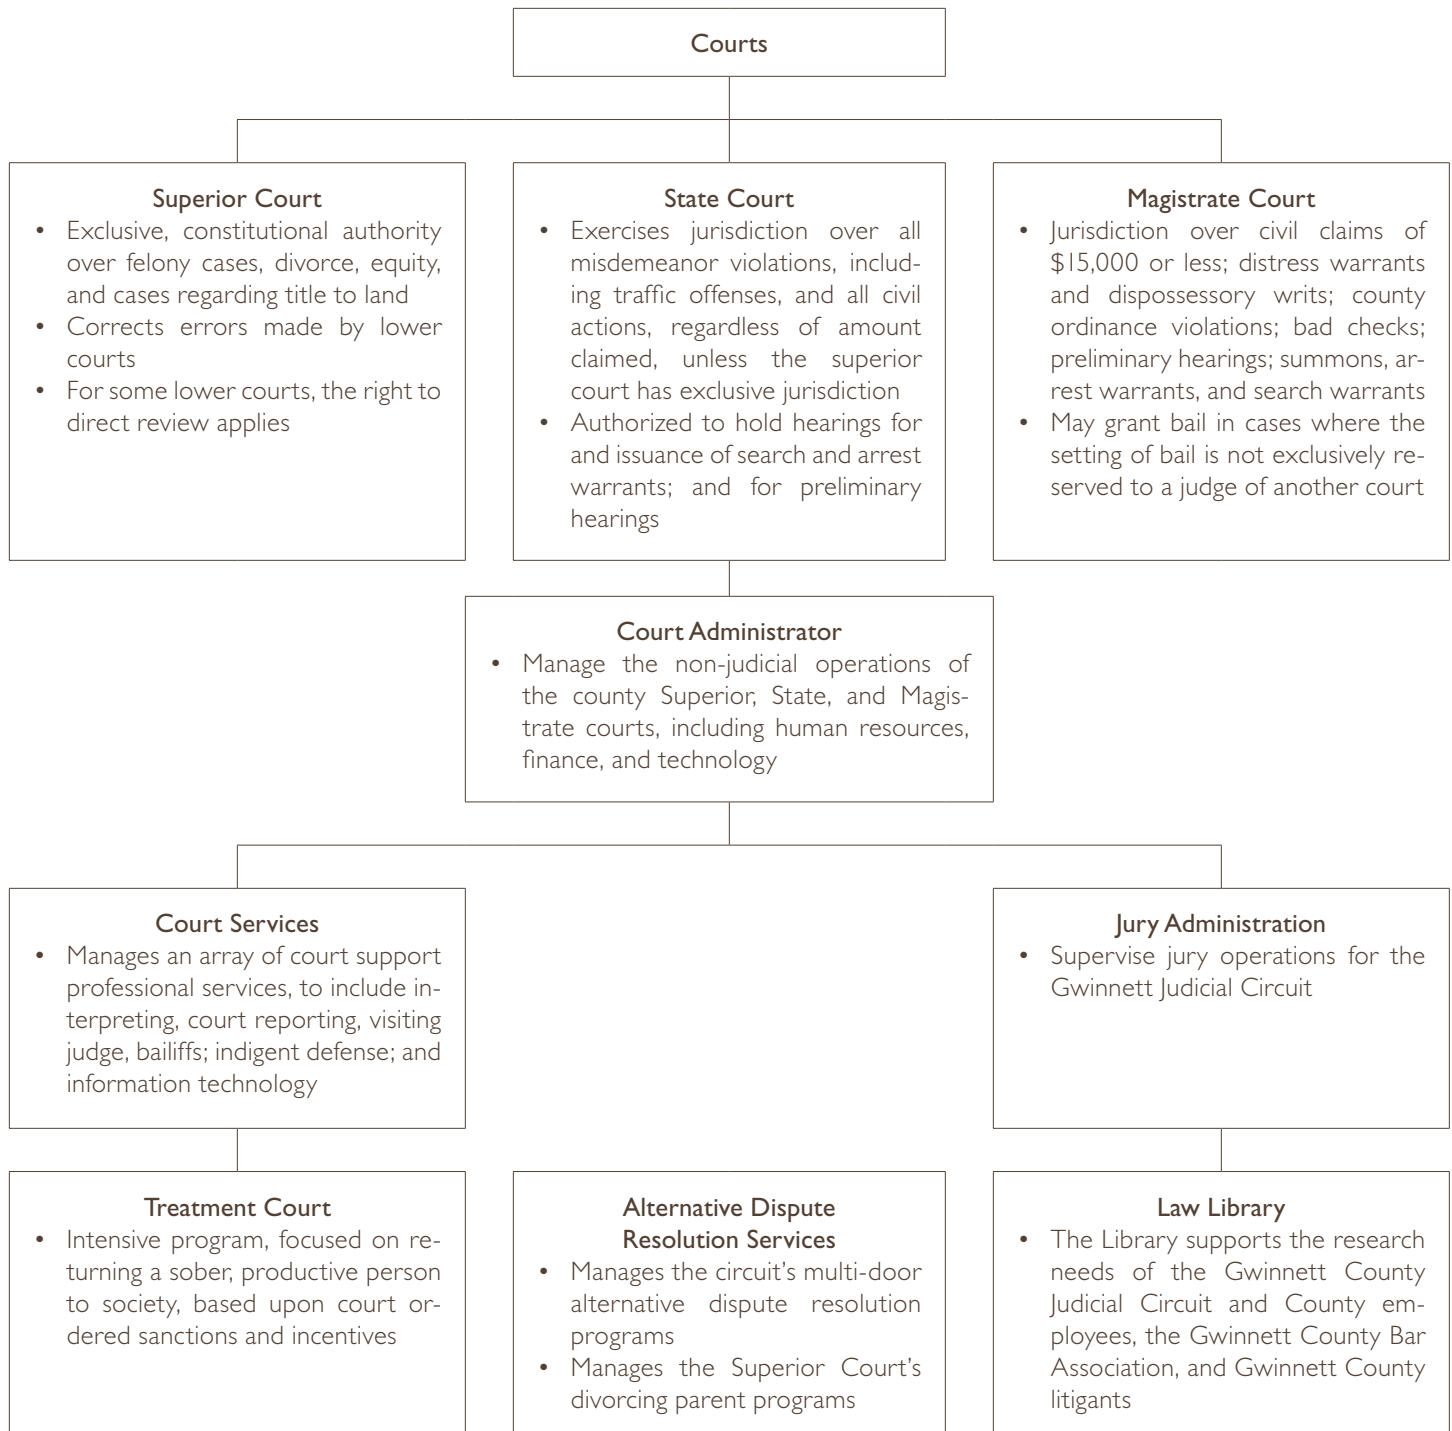 Courts
Superior Court
• Exclusive, constitutional authority
over felony cases, divorce, equity,
and cases regarding title to land
• Corrects errors made by lower
courts
• For some lower courts, the right to
direct review applies
State Court
• Exercises jurisdiction over all
misdemeanor violations, includ-
ing traffic offenses, and all civil
actions, regardless of amount
claimed, unless the superior
court has exclusive jurisdiction
• Authorized to hold hearings for
and issuance of search and arrest
warrants; and for preliminary
hearings
Magistrate Court
• Jurisdiction over civil claims of
$15,000 or less; distress warrants
and dispossessory writs; county
ordinance violations; bad checks;
preliminary hearings; summons, ar-
rest warrants, and search warrants
• May grant bail in cases where the
setting of bail is not exclusively re-
served to a judge of another court
Court Administrator
• Manage the non-judicial operations of
the county Superior, State, and Magis-
trate courts, including human resources,
finance, and technology
Court Services
• Manages an array of court support
professional services, to include in-
terpreting, court reporting, visiting
judge, bailiffs; indigent defense; and
information technology
Jury Administration
• Supervise jury operations for the
Gwinnett Judicial Circuit
Treatment Court
• Intensive program, focused on re-
turning a sober, productive person
to society, based upon court or-
dered sanctions and incentives
Alternative Dispute
Resolution Services
• Manages the circuit's multi-door
alternative dispute resolution
programs
• Manages the Superior Court's
divorcing parent programs
Law Library
• The Library supports the research
needs of the Gwinnett County
Judicial Circuit and County em-
ployees, the Gwinnett County Bar
Association, and Gwinnett County
litigants